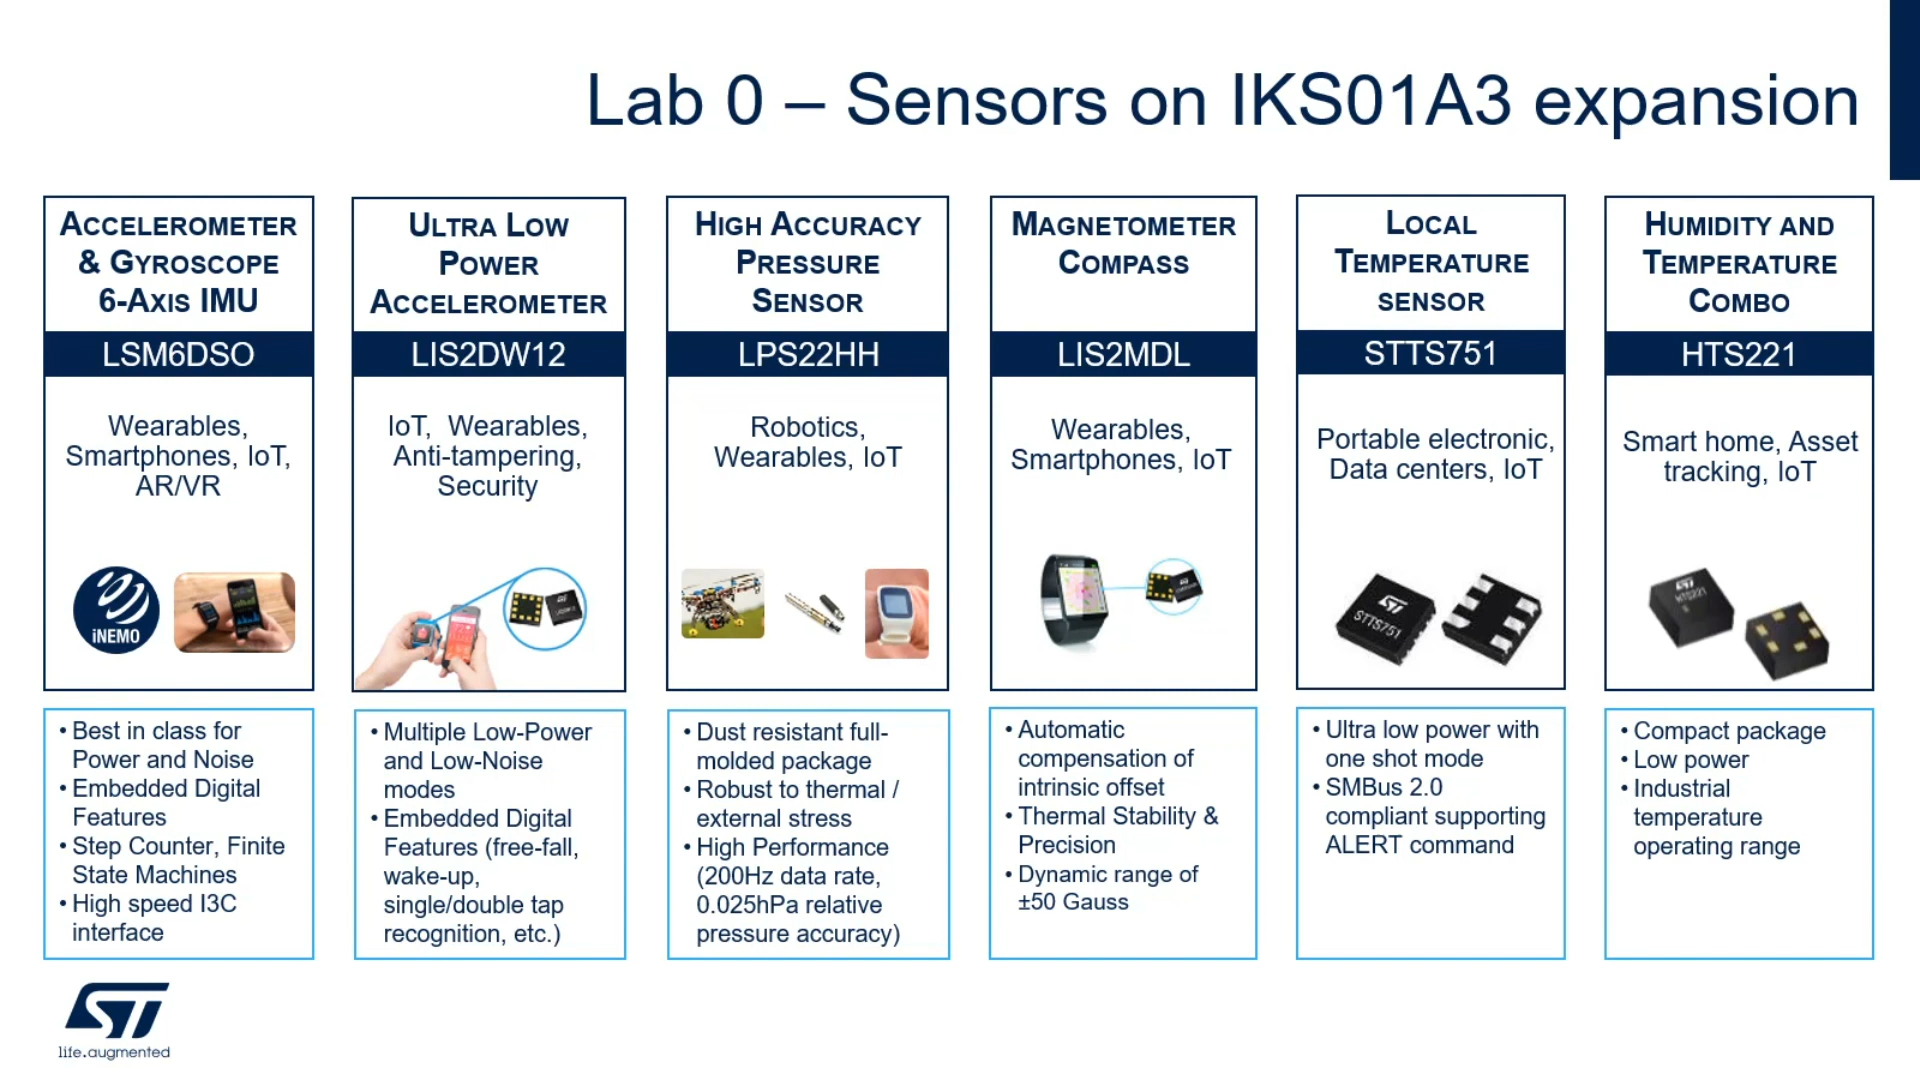 Lab 0 – Sensors on IKS01A3 expansion
ACCELEROMETER
& GYROSCOPE
6-AXIS IMU
LSM6DSO
Wearables,
Smartphones, IoT,
AR/VR
iNEMO
• Best in class for
Power and Noise
• Embedded Digital
Features
• Step Counter, Finite
State Machines
• High speed I3C
interface
ULTRA LOW
POWER
ACCELEROMETER
LIS2DW12
IoT, Wearables,
Anti-tampering,
Security
• Multiple Low-Power
and Low-Noise
modes
• Embedded Digital
Features (free-fall,
wake-up,
single/double tap
recognition, etc.)
HIGH ACCURACY
PRESSURE
SENSOR
LPS22HH
Robotics,
Wearables, IoT
• Dust resistant full-
molded package
• Robust to thermal /
external stress
• High Performance
(200Hz data rate,
0.025hPa relative
pressure accuracy)
MAGNETOMETER
COMPASS
LIS2MDL
Wearables,
Smartphones, IoT
• Automatic
compensation of
intrinsic offset
• Thermal Stability &
Precision
• Dynamic range of
±50 Gauss
LOCAL
TEMPERATURE
SENSOR
STTS751
Portable electronic,
Data centers, IoT
ST
STTS751
• Ultra low power with
one shot mode
• SMBus 2.0
compliant supporting
ALERT command
HUMIDITY AND
TEMPERATURE
COMBO
HTS221
Smart home, Asset
tracking, IoT
ST
HTS221
• Compact package
• Low power
• Industrial
temperature
operating range
ST
life.augmented